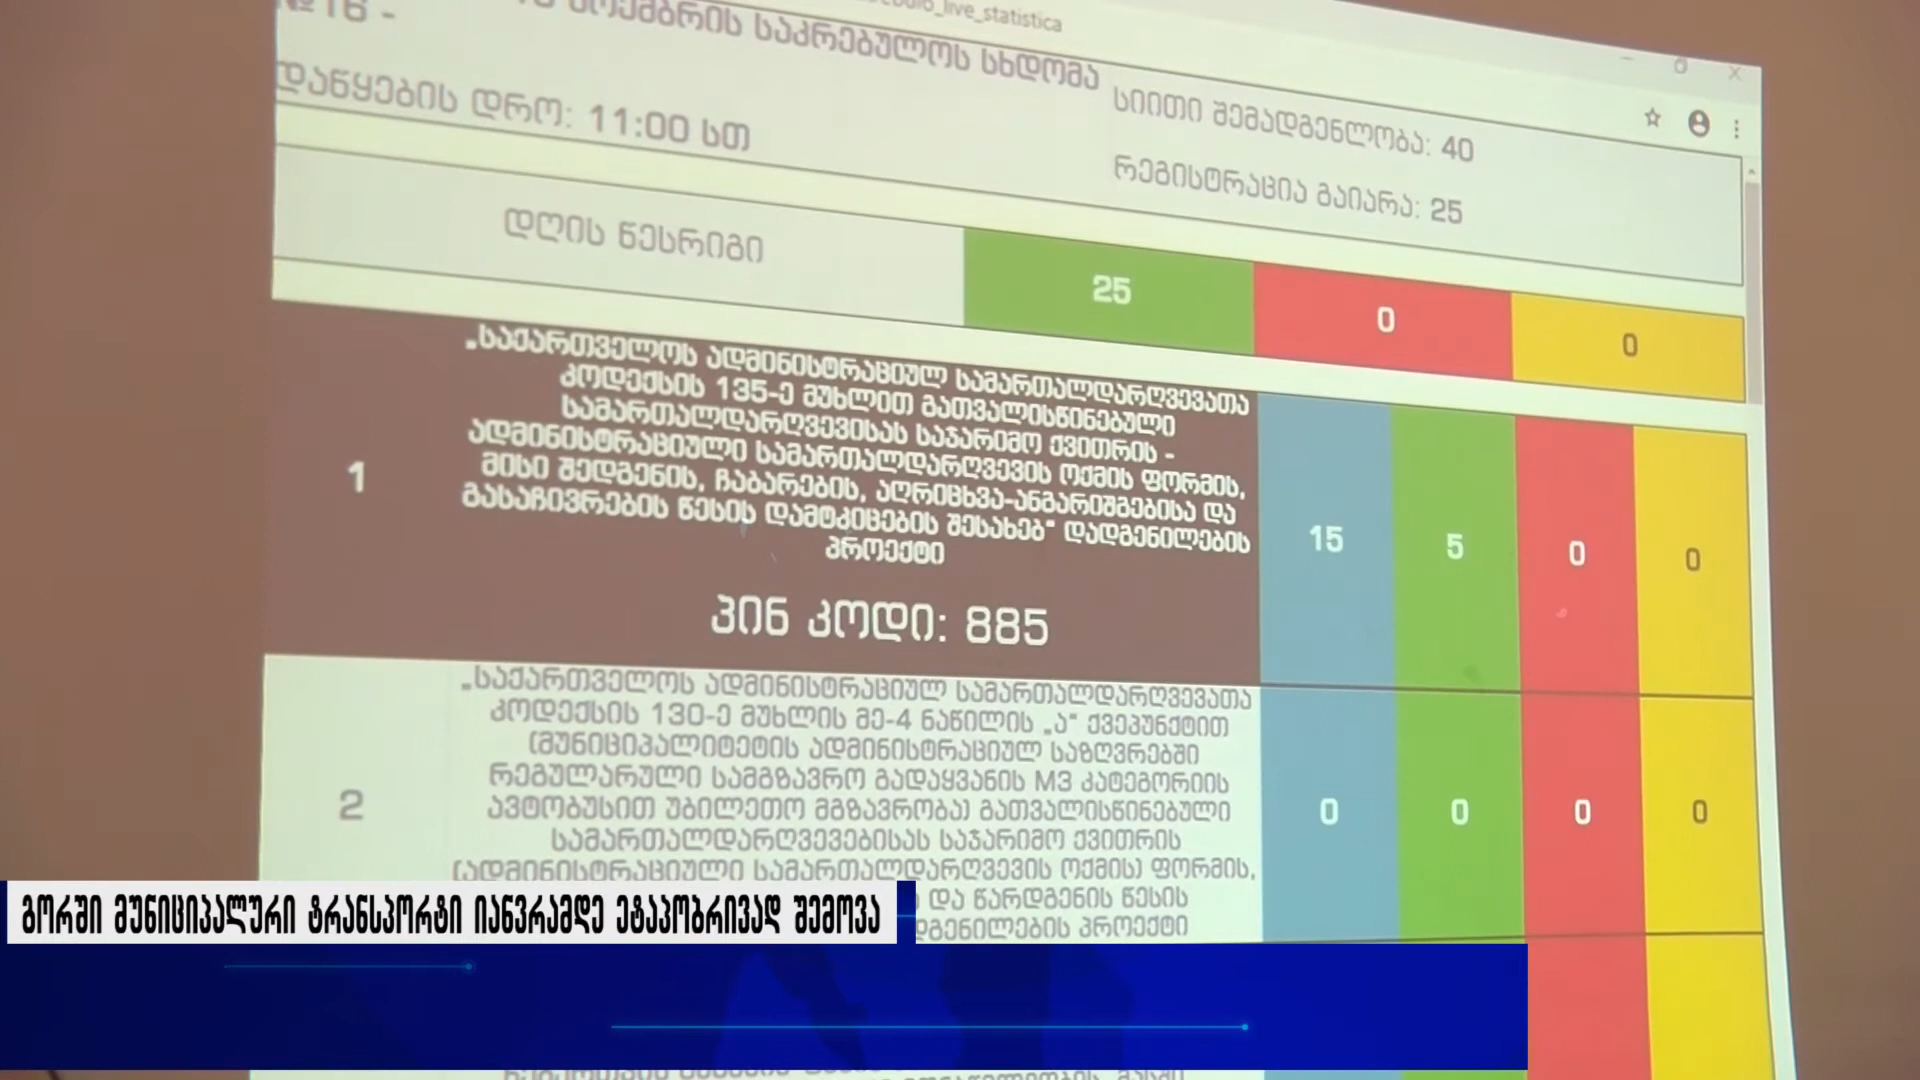 №16 -
ნოემბრის საკრებულოს სხდომა
live_statistica
დაწყების დრო: 11:00 სთ
სიითი შემადგენლობა: 40
რეგისტრაცია გაიარა: 25
დღის წესრიგი
25
0
0
1
„საქართველოს ადმინისტრაციულ სამართალდარღვევათა
კოდექსის 135-ე მუხლით გათვალისწინებული
სამართალდარღვევისას საჯარიმო ქვითრის -
ადმინისტრაციული სამართალდარღვევის ოქმის ფორმის,
მისი შედგენის, ჩაბარების, აღრიცხვა-ანგარიშგებისა და
გასაჩივრების წესის დამტკიცების შესახებ“ დადგენილების
პროექტი
პინ კოდი: 885
15
5
0
0
2
„საქართველოს ადმინისტრაციულ სამართალდარღვევათა
კოდექსის 130-ე მუხლის მე-4 ნაწილის „ა“ ქვეპუნქტით
(მუნიციპალიტეტის ადმინისტრაციულ საზღვრებში
რეგულარული სამგზავრო გადაყვანის M3 კატეგორიის
ავტობუსით უბილეთო მგზავრობა) გათვალისწინებული
სამართალდარღვევებისას საჯარიმო ქვითრის
(ადმინისტრაციული სამართალდარღვევის ოქმის) ფორმის,
და წარდგენის წესის
პროექტი
0
0
0
0
გორში მუნიციპალური ტრანსპორტი იანვრამდე ეტაპობრივად შემოვა